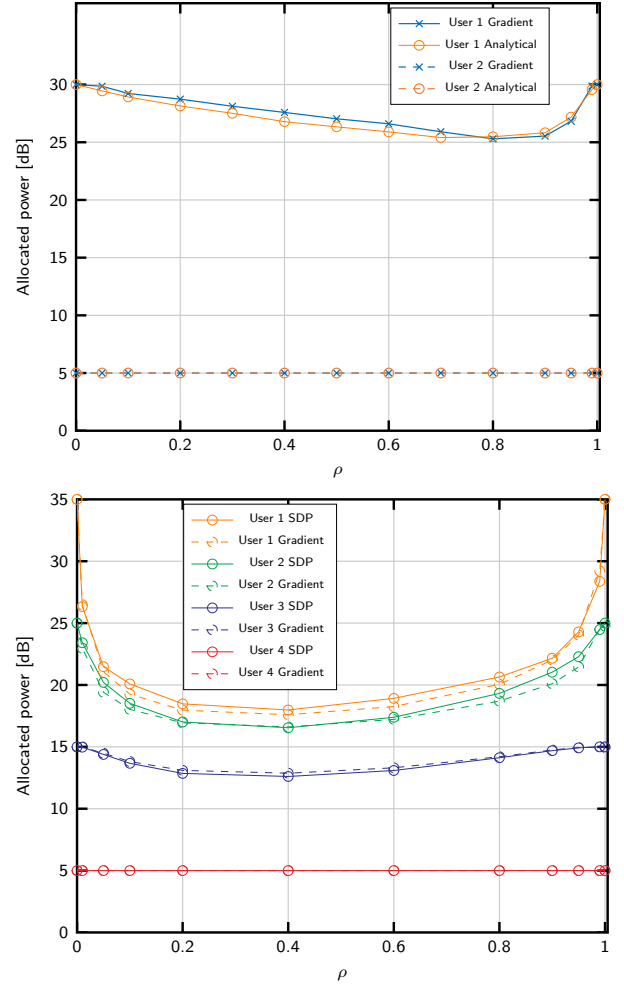 User 1 Gradient
User 1 Analytical
User 2 Gradient
User 2 Analytical
30
25
20
15
10
5
0
Allocated power [dB]
0 0.2 0.4 0.6 0.8 1
ρ
35
30
25
20
15
10
5
0
Allocated power [dB]
User 1 SDP
User 1 Gradient
User 2 SDP
User 2 Gradient
User 3 SDP
User 3 Gradient
User 4 SDP
User 4 Gradient
0 0.2 0.4 0.6 0.8 1
ρ